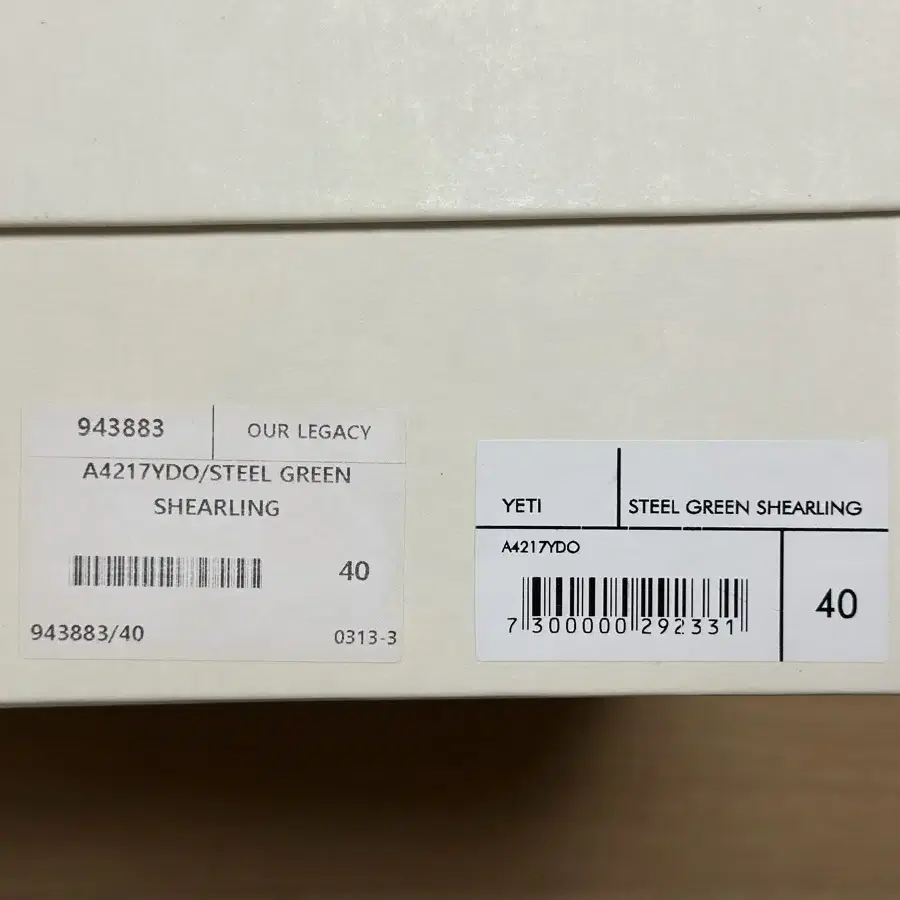 943883
OUR LEGACY
A4217YDO/STEEL GREEN
SHEARLING
40
943883/40
0313-3
YETI
STEEL GREEN SHEARLING
A4217YDO
7 300000 292331
40